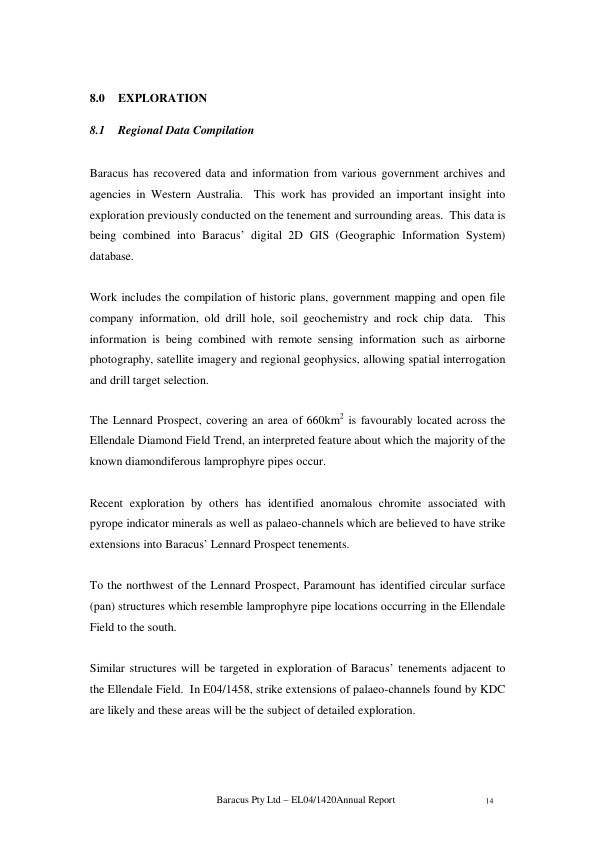 8.0 EXPLORATION
8.1 Regional Data Compilation
Baracus has recovered data and information from various government archives and
agencies in Western Australia. This work has provided an important insight into
exploration previously conducted on the tenement and surrounding areas. This data is
being combined into Baracus’ digital 2D GIS (Geographic Information System)
database.
Work includes the compilation of historic plans, government mapping and open file
company information, old drill hole, soil geochemistry and rock chip data. This
information is being combined with remote sensing information such as airborne
photography, satellite imagery and regional geophysics, allowing spatial interrogation
and drill target selection.
The Lennard Prospect, covering an area of 660km² is favourably located across the
Ellendale Diamond Field Trend, an interpreted feature about which the majority of the
known diamondiferous lamprophyre pipes occur.
Recent exploration by others has identified anomalous chromite associated with
pyrope indicator minerals as well as palaeo-channels which are believed to have strike
extensions into Baracus’ Lennard Prospect tenements.
To the northwest of the Lennard Prospect, Paramount has identified circular surface
(pan) structures which resemble lamprophyre pipe locations occurring in the Ellendale
Field to the south.
Similar structures will be targeted in exploration of Baracus’ tenements adjacent to
the Ellendale Field. In E04/1458, strike extensions of palaeo-channels found by KDC
are likely and these areas will be the subject of detailed exploration.
Baracus Pty Ltd – EL04/1420Annual Report 14